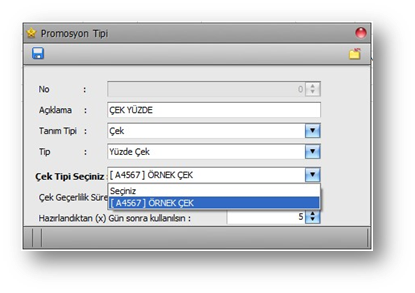 Promosyon Tipi
No : 0
Açıklama : ÇEK YÜZDE
Tanım Tipi : Çek
Tip : Yüzde Çek
Çek Tipi Seçiniz [ A4567 ] ÖRNEK ÇEK
Seçiniz
Çek Geçerlilik Süre [ A4567 ] ÖRNEK ÇEK
Hazırlandıktan (x) Gün sonra kullanılsın : 5